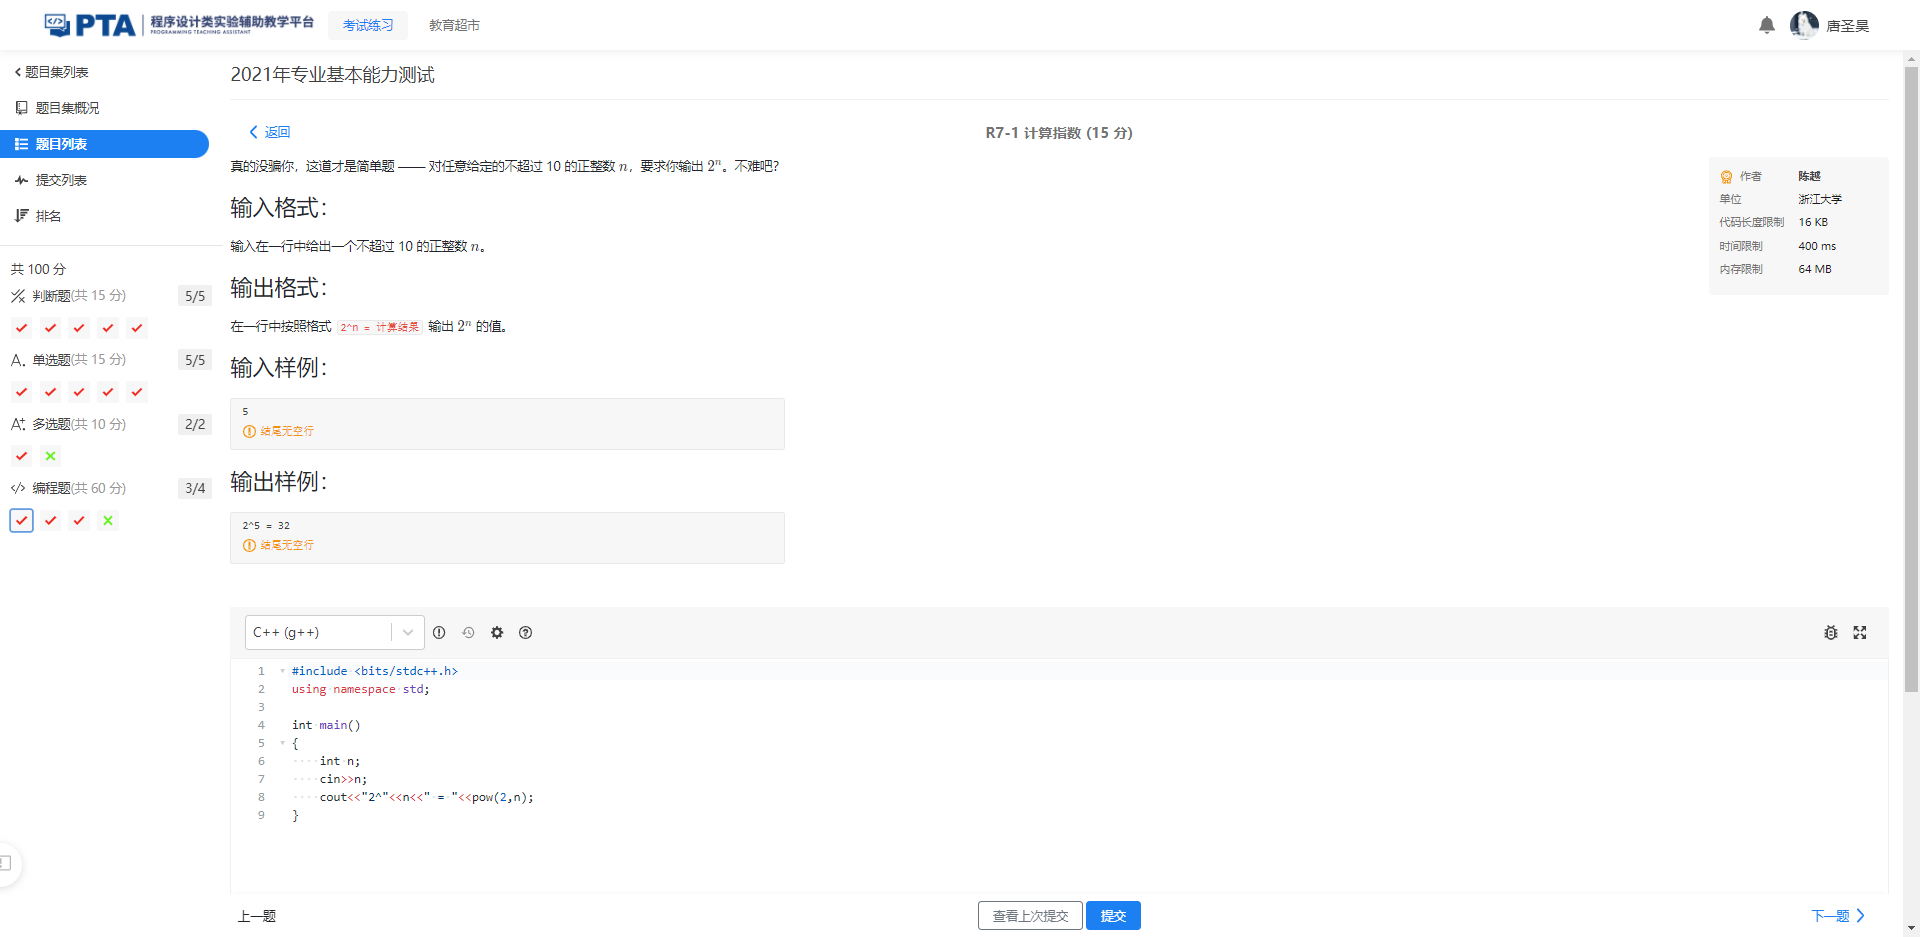 PTA 程序设计类实验辅助教学平台
PROGRAMMING TEACHING ASSISTANT
考试练习
教育超市
唐圣昊
题目集列表
题目集概况
题目列表
提交列表
排名
共 100 分
判断题(共 15 分) 5/5
单选题(共 15 分) 5/5
多选题(共 10 分) 2/2
编程题(共 60 分) 3/4
2021年专业基本能力测试
返回
R7-1 计算指数 (15 分)
真的没骗你，这道才是简单题 —— 对任意给定的不超过 10 的正整数 n，要求你输出 2ⁿ。不难吧？
作者 陈越
单位 浙江大学
代码长度限制 16 KB
时间限制 400 ms
内存限制 64 MB
输入格式：
输入在一行中给出一个不超过 10 的正整数 n。
输出格式：
在一行中按照格式 2^n = 计算结果 输出 2ⁿ 的值。
输入样例：
5
结尾无空行
输出样例：
2^5 = 32
结尾无空行
C++ (g++)
1 #include <bits/stdc++.h>
2 using namespace std;
3
4 int main()
5 {
6     int n;
7     cin>>n;
8     cout<<"2^"<<n<<" = "<<pow(2,n);
9 }
上一题
查看上次提交
提交
下一题